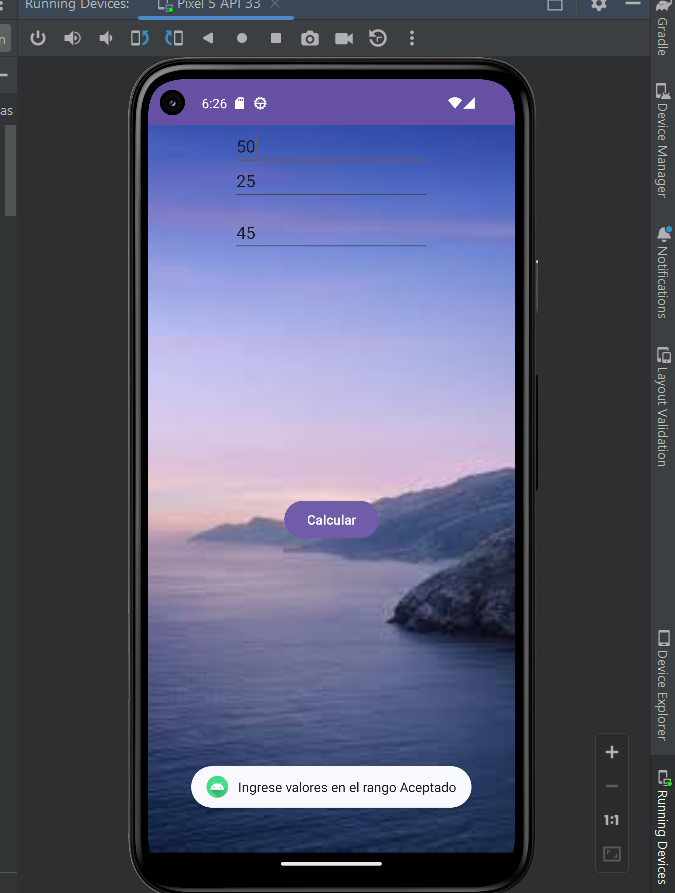 Running Devices:
Pixel 5 API 33
as
6:26
50
25
45
Calcular
Ingrese valores en el rango Aceptado
1:1
Gradle
Device Manager
Notifications
Layout Validation
Device Explorer
Running Devices